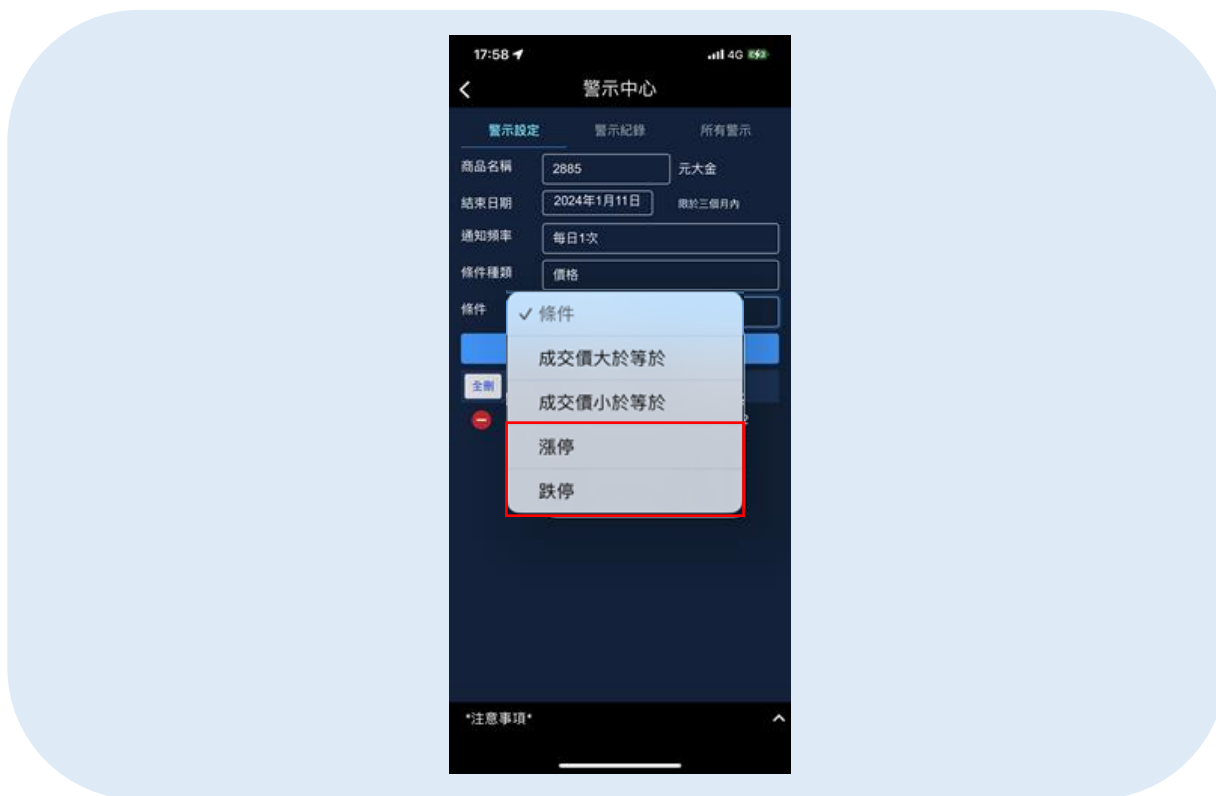 17:58
4G
警示中心
警示設定 警示紀錄 所有警示
商品名稱 2885 元大金
結束日期 2024年1月11日 限於三個月內
通知頻率 每日1次
條件種類 價格
條件
✓ 條件
成交價大於等於
全刪
成交價小於等於
漲停
跌停
*注意事項*